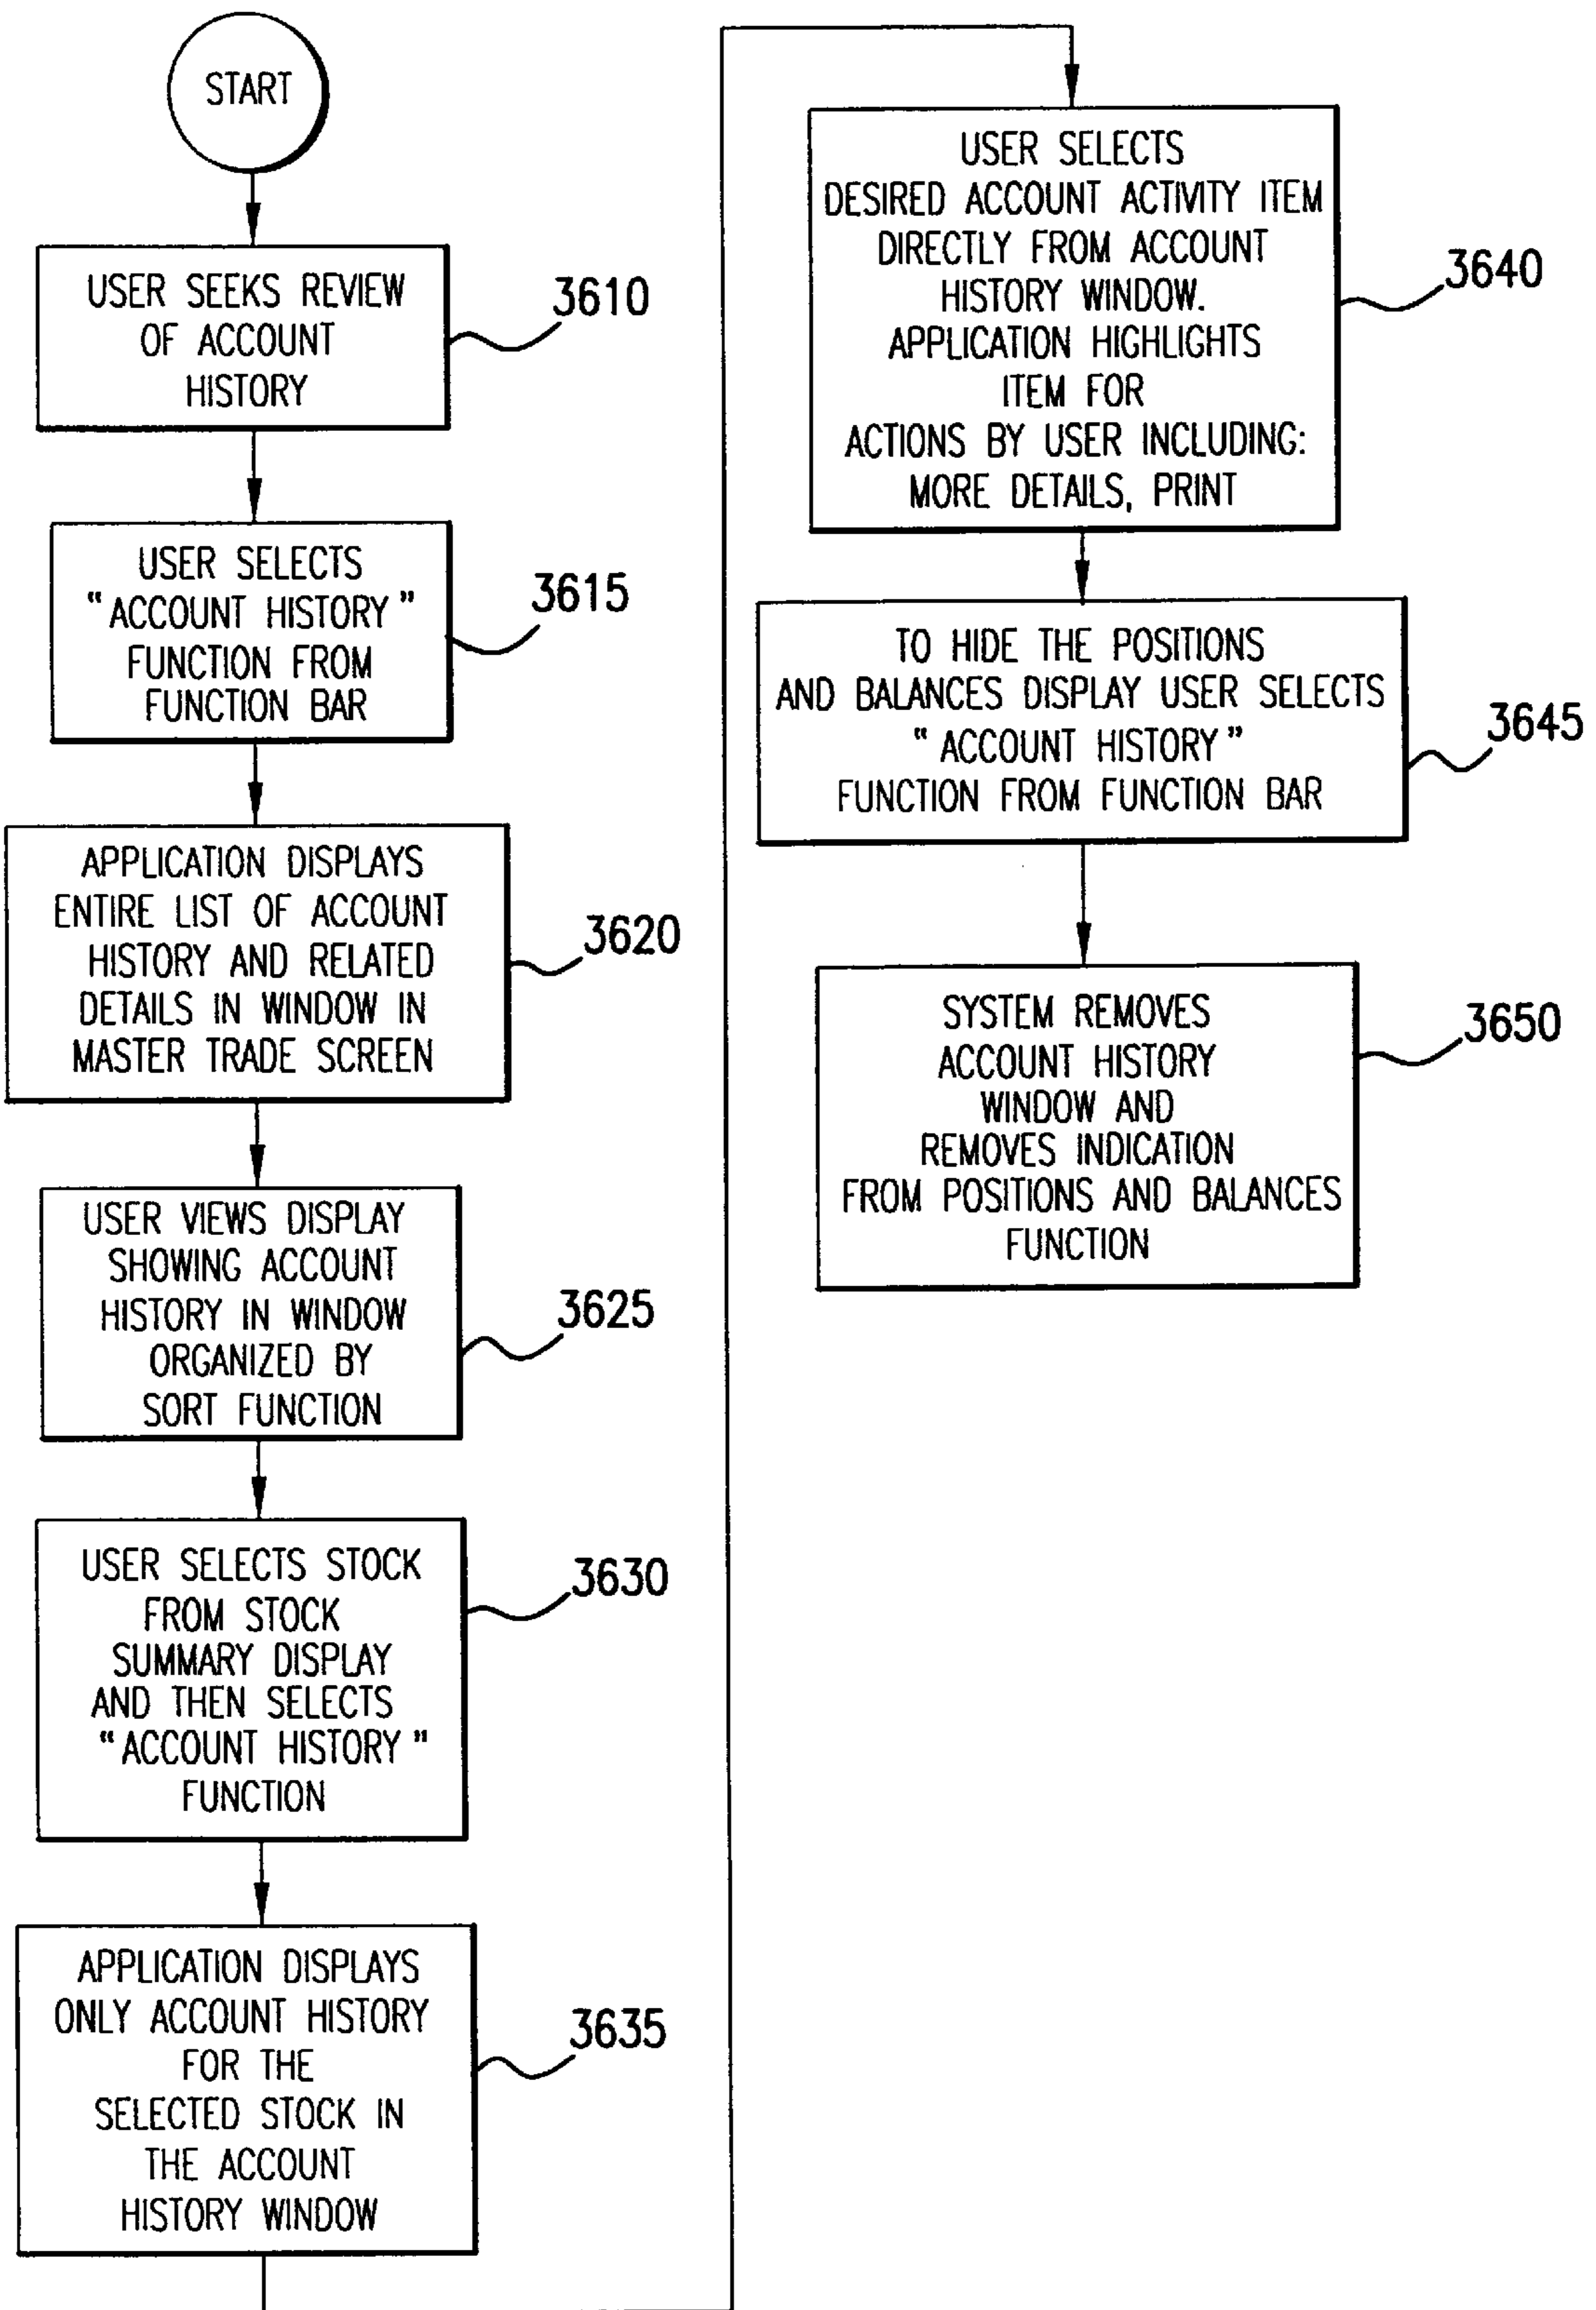 START
USER SEEKS REVIEW
OF ACCOUNT
HISTORY
3610
USER SELECTS
"ACCOUNT HISTORY"
FUNCTION FROM
FUNCTION BAR
3615
APPLICATION DISPLAYS
ENTIRE LIST OF ACCOUNT
HISTORY AND RELATED
DETAILS IN WINDOW IN
MASTER TRADE SCREEN
3620
USER VIEWS DISPLAY
SHOWING ACCOUNT
HISTORY IN WINDOW
ORGANIZED BY
SORT FUNCTION
3625
USER SELECTS STOCK
FROM STOCK
SUMMARY DISPLAY
AND THEN SELECTS
"ACCOUNT HISTORY"
FUNCTION
3630
APPLICATION DISPLAYS
ONLY ACCOUNT HISTORY
FOR THE
SELECTED STOCK IN
THE ACCOUNT
HISTORY WINDOW
3635
USER SELECTS
DESIRED ACCOUNT ACTIVITY ITEM
DIRECTLY FROM ACCOUNT
HISTORY WINDOW.
APPLICATION HIGHLIGHTS
ITEM FOR
ACTIONS BY USER INCLUDING:
MORE DETAILS, PRINT
3640
TO HIDE THE POSITIONS
AND BALANCES DISPLAY USER SELECTS
"ACCOUNT HISTORY"
FUNCTION FROM FUNCTION BAR
3645
SYSTEM REMOVES
ACCOUNT HISTORY
WINDOW AND
REMOVES INDICATION
FROM POSITIONS AND BALANCES
FUNCTION
3650